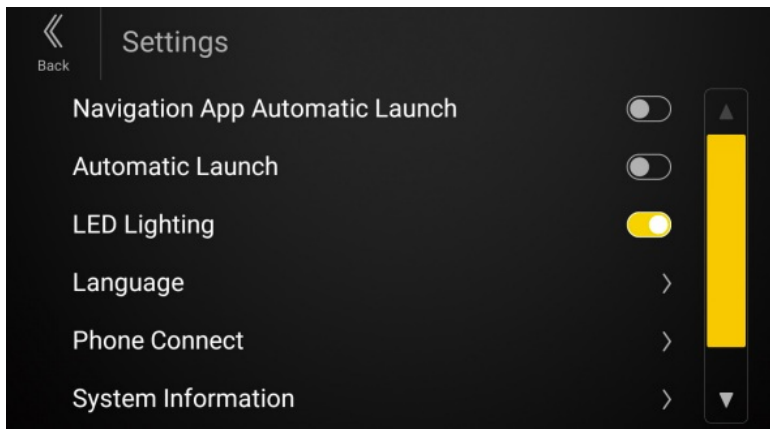 Settings
Back
Navigation App Automatic Launch
Automatic Launch
LED Lighting
Language
Phone Connect
System Information